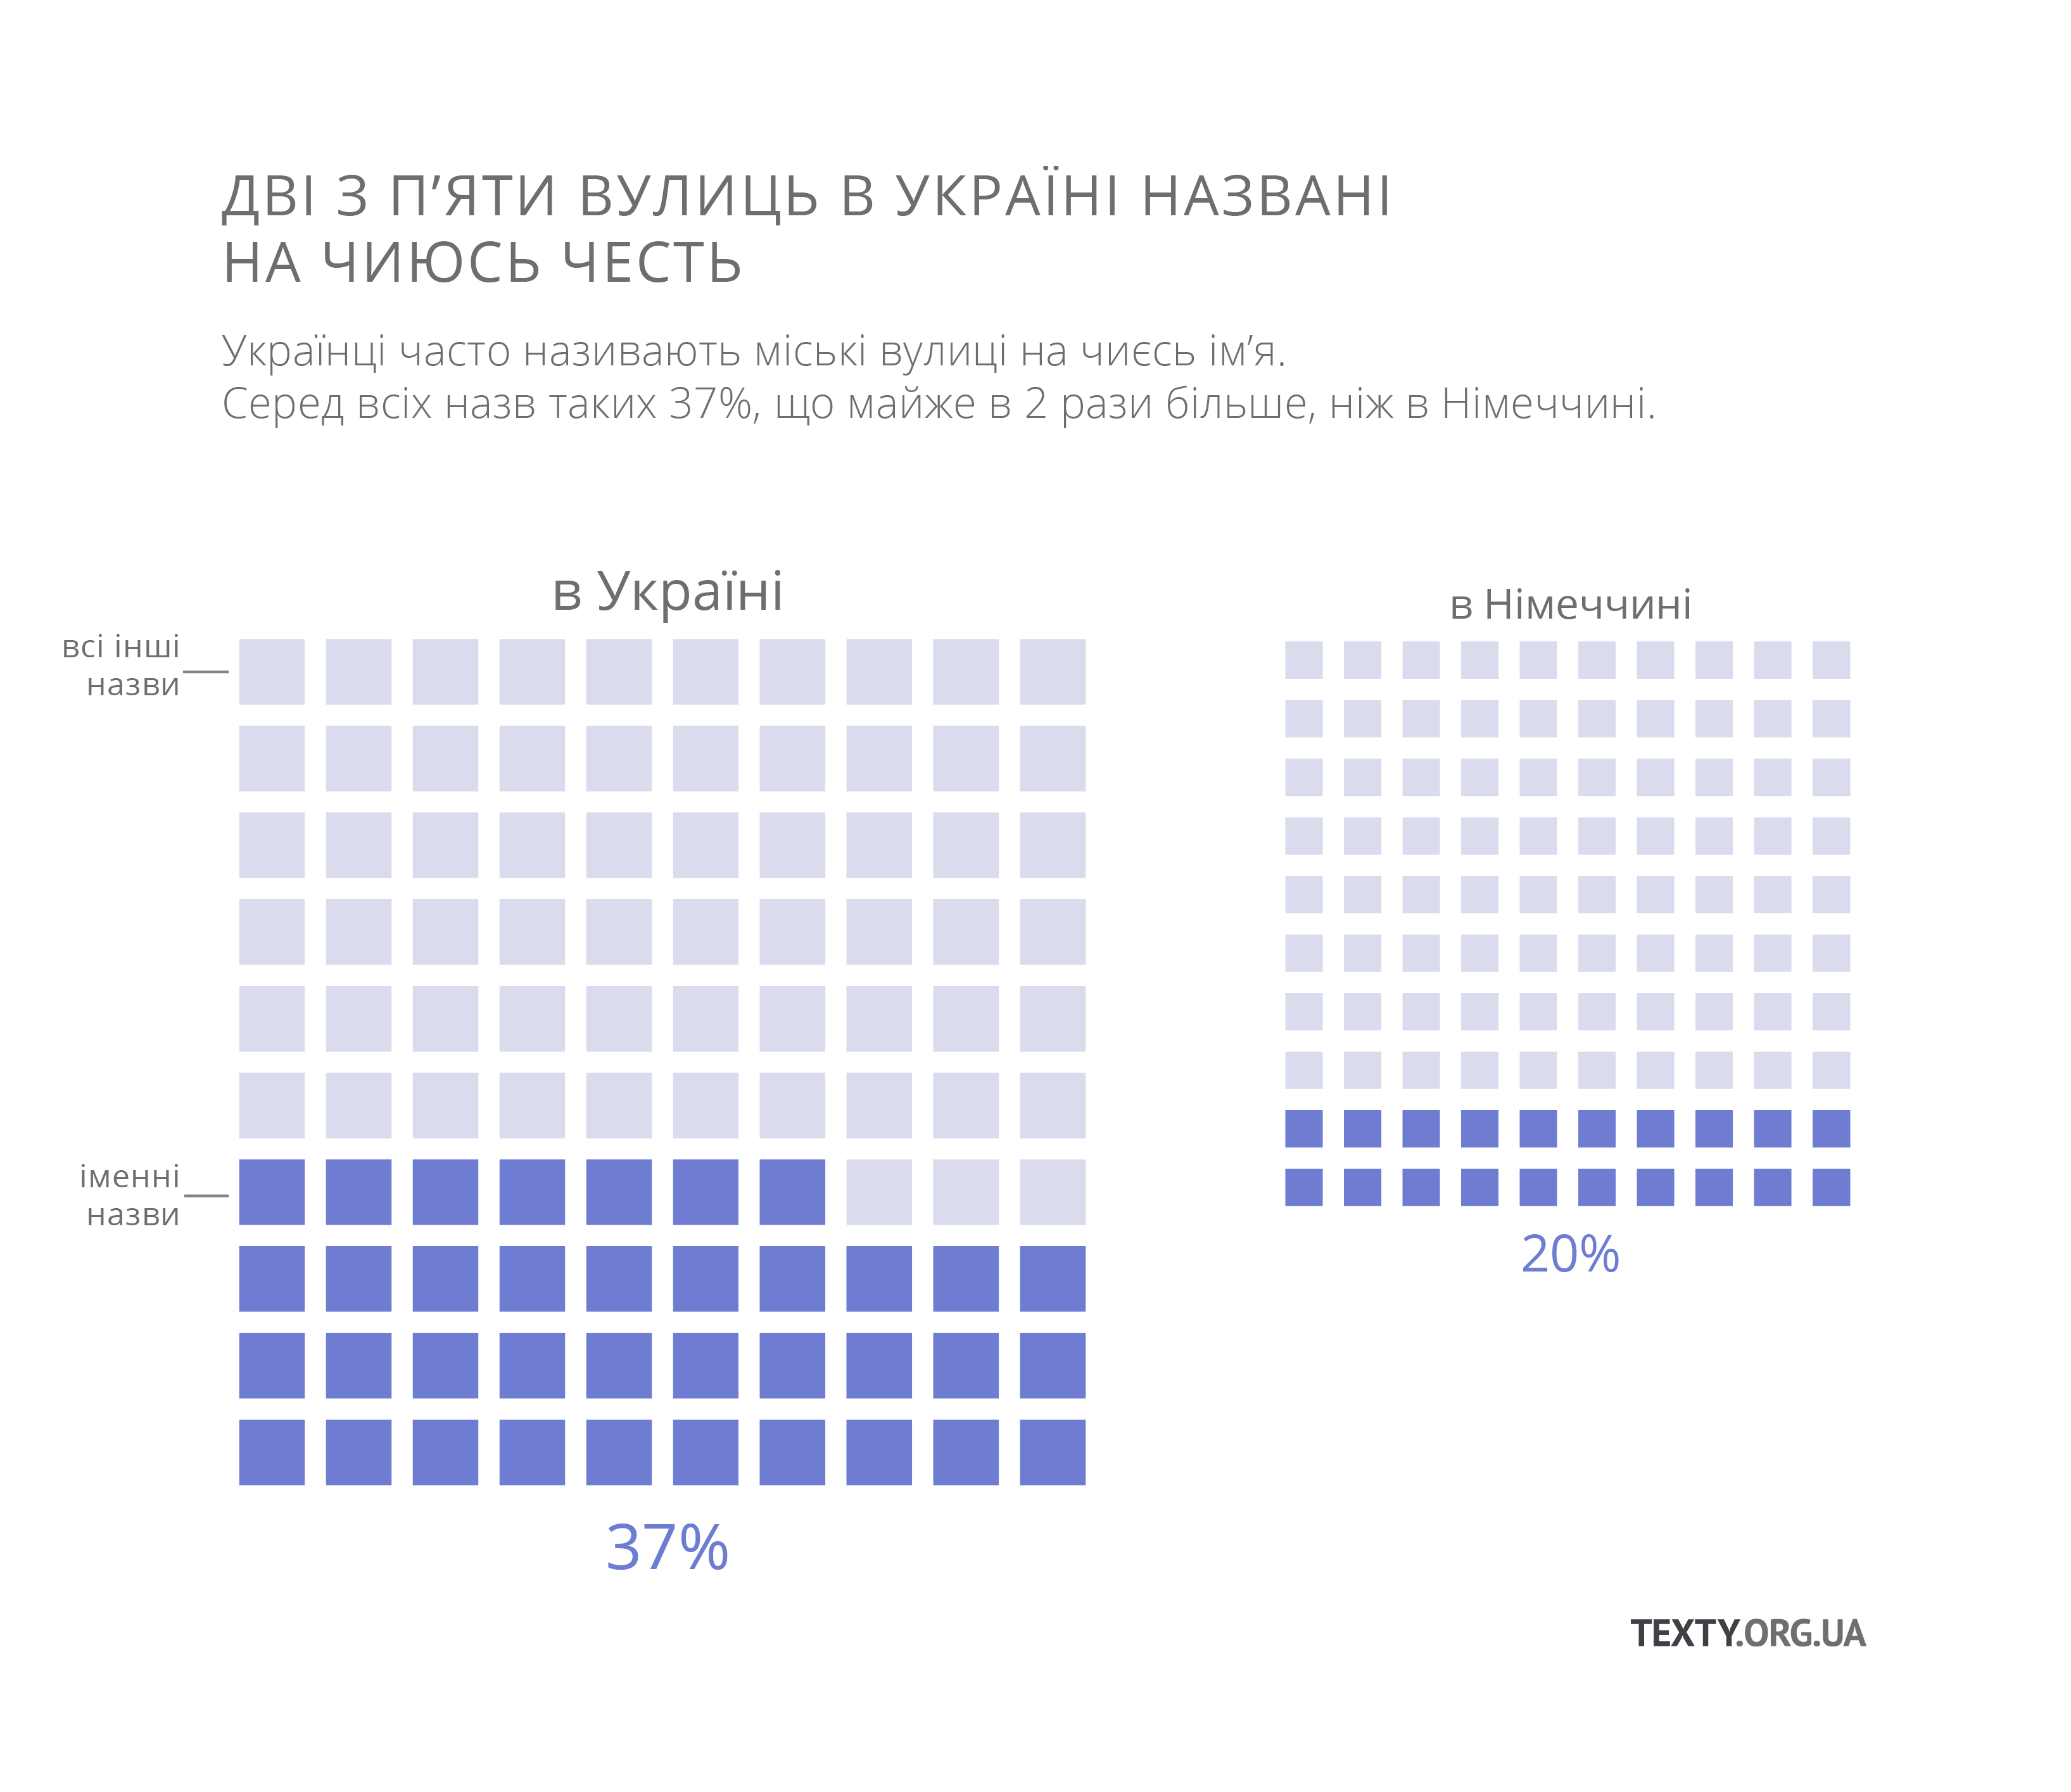 ДВІ З П’ЯТИ ВУЛИЦЬ В УКРАЇНІ НАЗВАНІ
НА ЧИЮСЬ ЧЕСТЬ
Українці часто називають міські вулиці на чиєсь ім’я.
Серед всіх назв таких 37%, що майже в 2 рази більше, ніж в Німеччині.
в Україні
в Німеччині
всі інші
назви
іменні
назви
20%
37%
TEXTY.ORG.UA